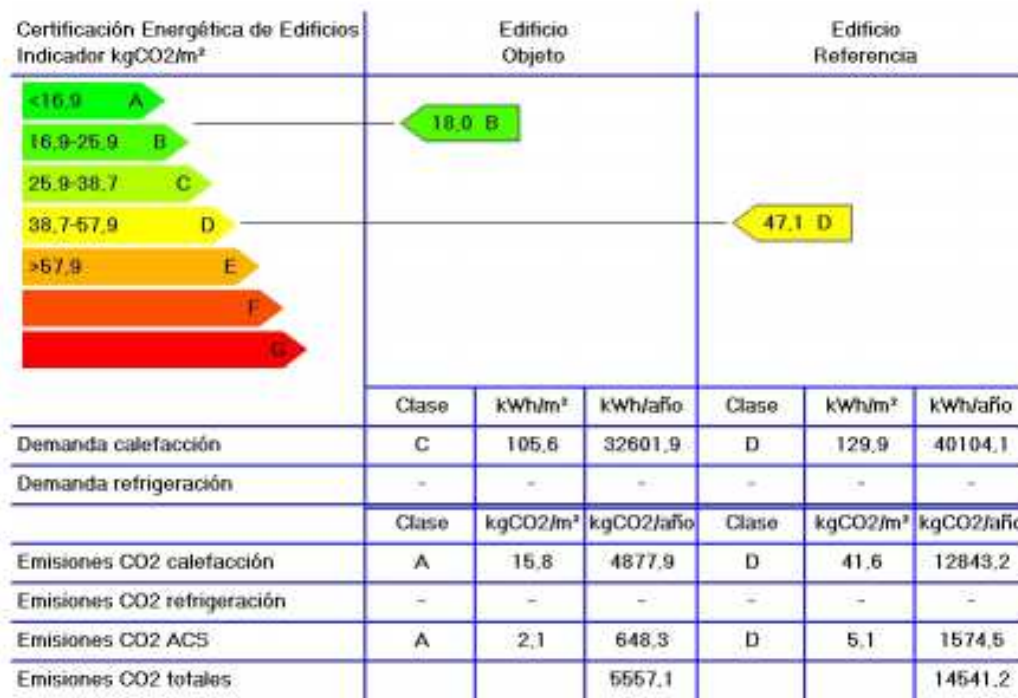 Certificación Energética de Edificios
Indicador kgCO2/m²
Edificio
Objeto
Edificio
Referencia
<16,9 A
16,9-25,9 B
25,9-38,7 C
38,7-57,9 D
>57,9 E
F
G
18,0 B
47,1 D
Clase kWh/m² kWh/año Clase kWh/m² kWh/año
Demanda calefacción C 105,6 32601,9 D 129,9 40104,1
Demanda refrigeración - - - - - -
Clase kgCO2/m² kgCO2/año Clase kgCO2/m² kgCO2/año
Emisiones CO2 calefacción A 15,8 4877,9 D 41,6 12843,2
Emisiones CO2 refrigeración - - - - - -
Emisiones CO2 ACS A 2,1 648,3 D 5,1 1574,5
Emisiones CO2 totales 5557,1 14541,2